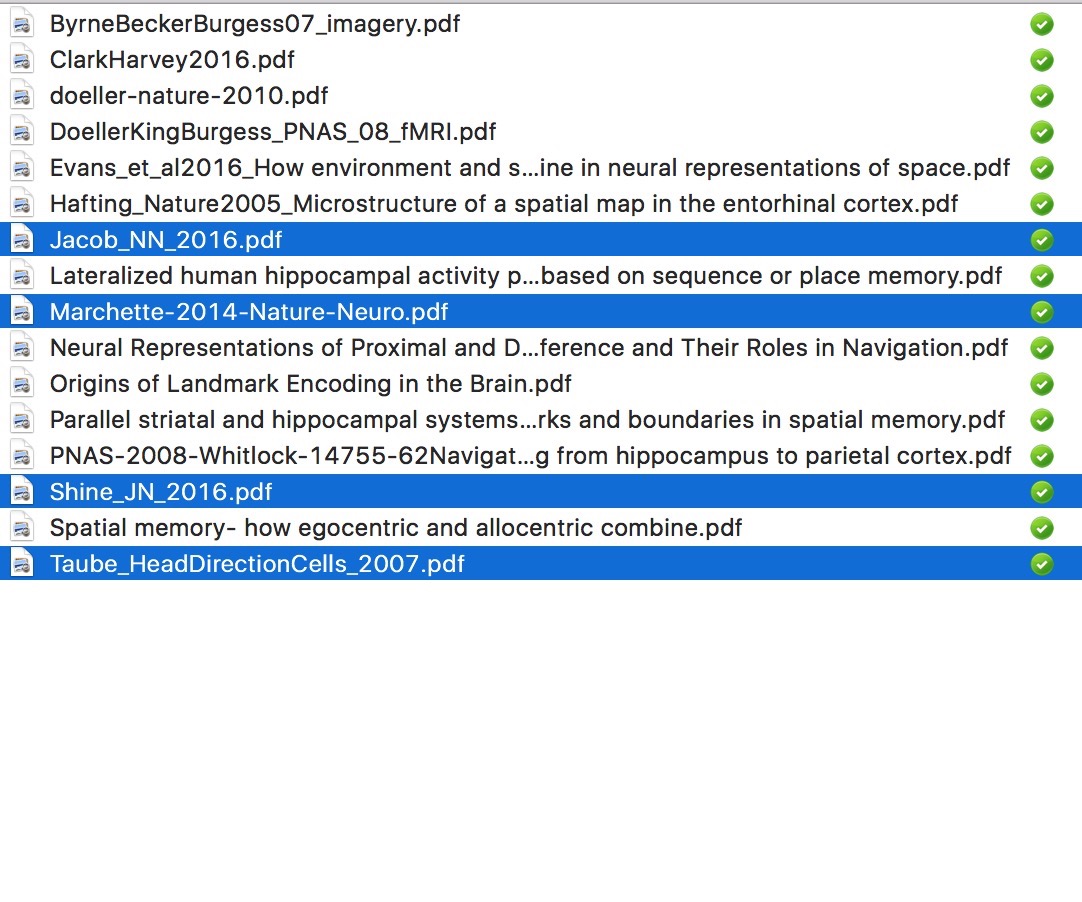 ByrneBeckerBurgess07_imagery.pdf
ClarkHarvey2016.pdf
doeller-nature-2010.pdf
DoellerKingBurgess_PNAS_08_fMRI.pdf
Evans_et_al2016_How environment and s...ine in neural representations of space.pdf
Hafting_Nature2005_Microstructure of a spatial map in the entorhinal cortex.pdf
Jacob_NN_2016.pdf
Lateralized human hippocampal activity p...based on sequence or place memory.pdf
Marchette-2014-Nature-Neuro.pdf
Neural Representations of Proximal and D...ference and Their Roles in Navigation.pdf
Origins of Landmark Encoding in the Brain.pdf
Parallel striatal and hippocampal systems...rks and boundaries in spatial memory.pdf
PNAS-2008-Whitlock-14755-62Navigat...g from hippocampus to parietal cortex.pdf
Shine_JN_2016.pdf
Spatial memory- how egocentric and allocentric combine.pdf
Taube_HeadDirectionCells_2007.pdf